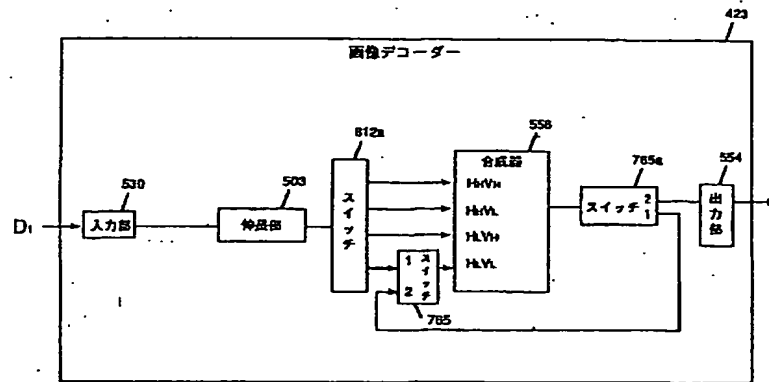 423
画像デコーダー
812a
558
765a
554
530
503
合成器
HHVH
HHVL
HLVH
HLVL
D1
入力部
伸長部
スイッチ
1
2
スイッチ
765
スイッチ
2
1
出力部